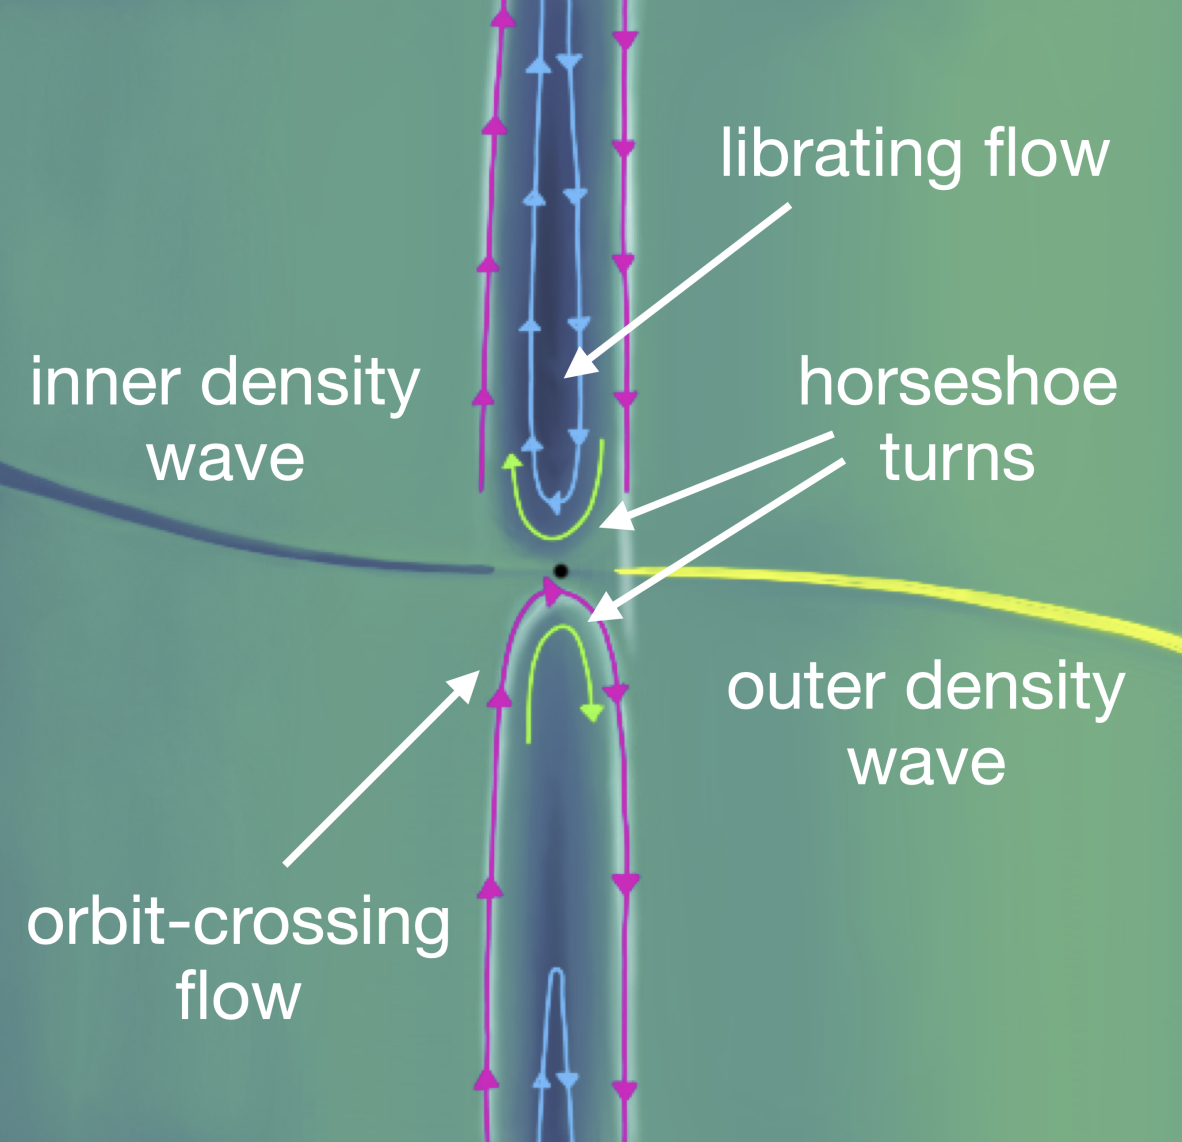 librating flow
inner density
wave
horseshoe
turns
outer density
wave
orbit-crossing
flow